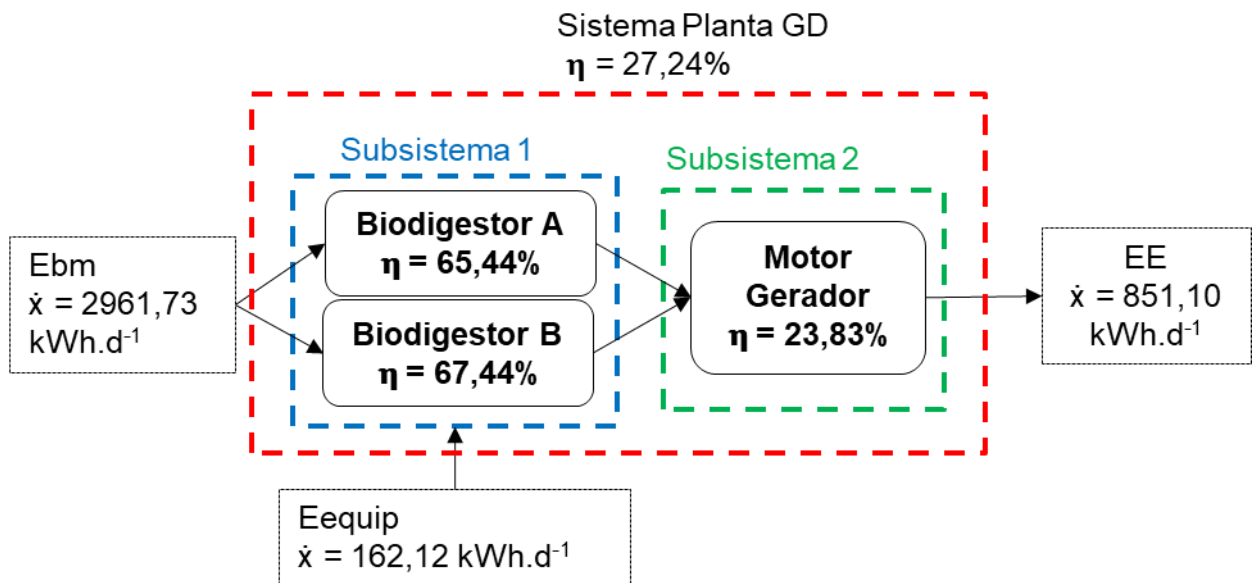 Sistema Planta GD
η = 27,24%
Subsistema 1
Subsistema 2
Biodigestor A
η = 65,44%
Biodigestor B
η = 67,44%
Motor
Gerador
η = 23,83%
Ebm
ẋ = 2961,73
kWh.d⁻¹
EE
ẋ = 851,10
kWh.d⁻¹
Eequip
ẋ = 162,12 kWh.d⁻¹